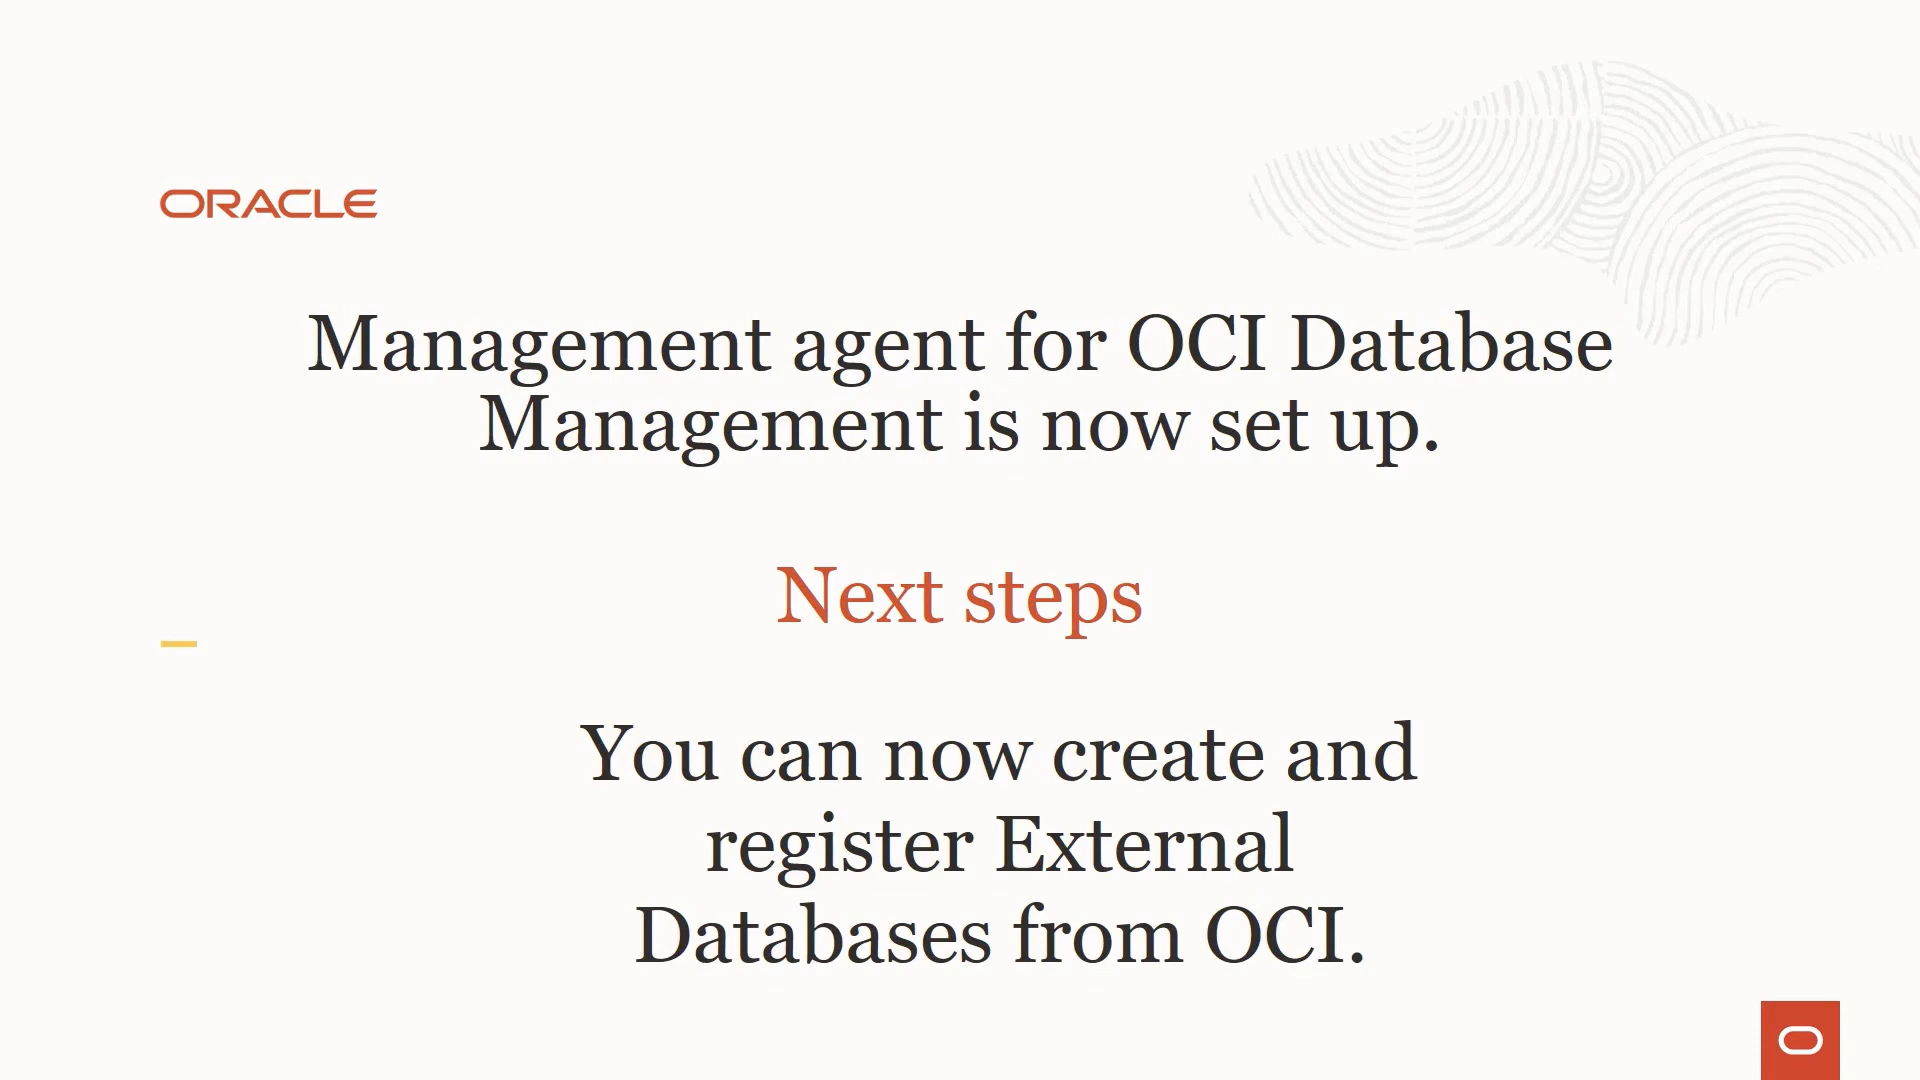 ORACLE
Management agent for OCI Database
Management is now set up.
Next steps
You can now create and
register External
Databases from OCI.